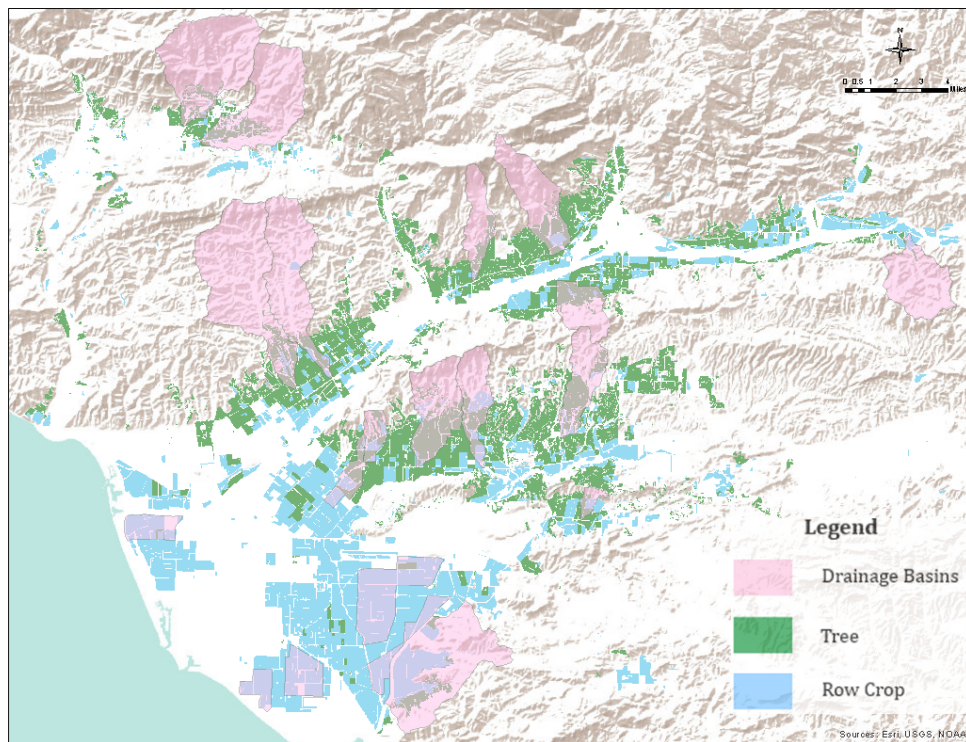 N
0 0.5 1 2 3 4
Miles
Legend
Drainage Basins
Tree
Row Crop
Sources: Esri, USGS, NOAA